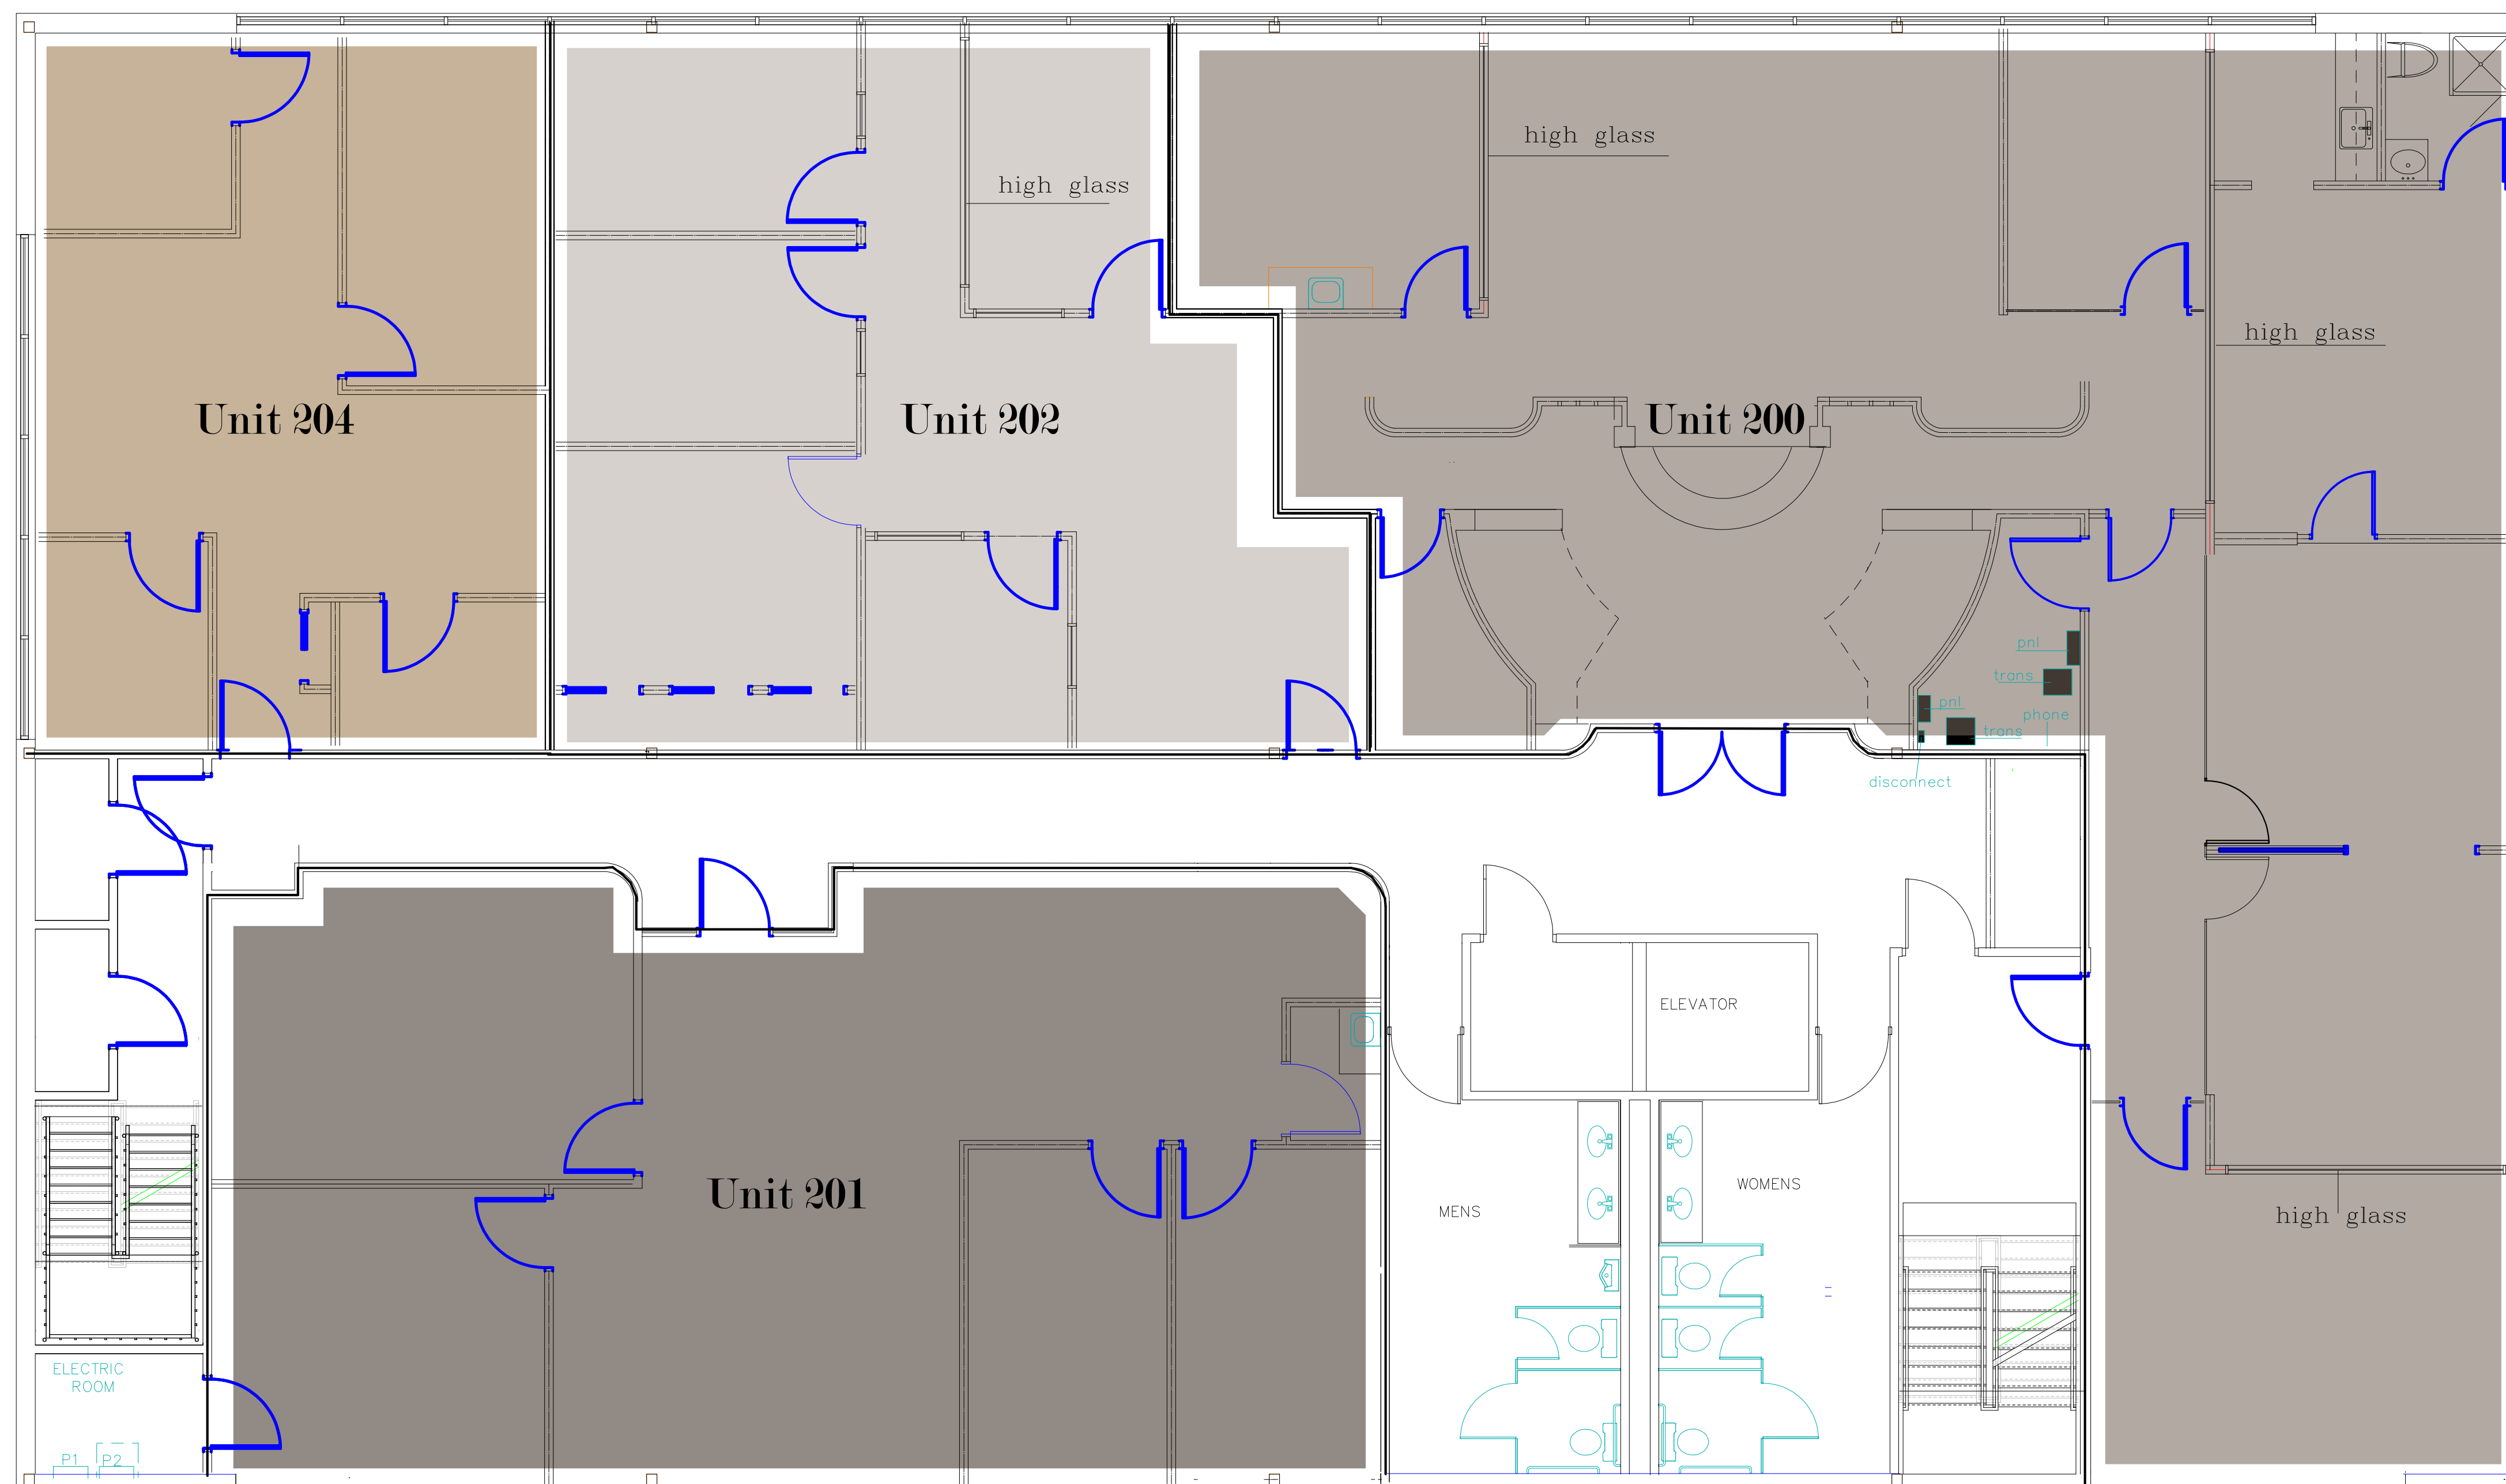 high glass
high glass
high glass
Unit 204
Unit 202
Unit 200
pnl
trans
pnl
phone
trans
disconnect
ELEVATOR
WOMENS
MENS
Unit 201
high glass
ELECTRIC
ROOM
P1
P2